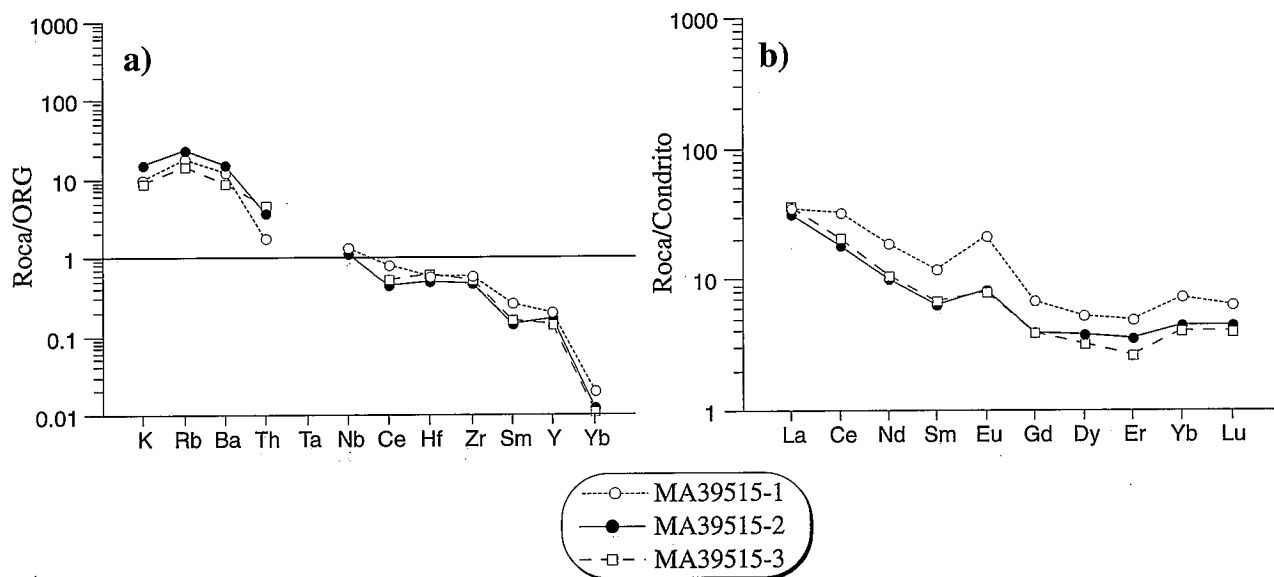 a)
Roca/ORG
1000
100
10
1
0.1
0.01
K Rb Ba Th Ta Nb Ce Hf Zr Sm Y Yb
b)
Roca/Condrito
1000
100
10
1
La Ce Nd Sm Eu Gd Dy Er Yb Lu
MA39515-1
MA39515-2
MA39515-3